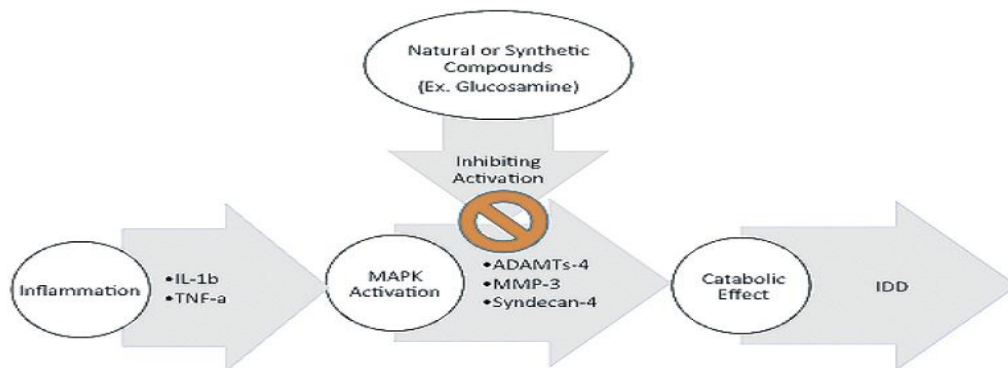 Natural or Synthetic
Compounds
(Ex. Glucosamine)
Inhibiting
Activation
Inflammation
•IL-1b
•TNF-a
MAPK
Activation
•ADAMTs-4
•MMP-3
•Syndecan-4
Catabolic
Effect
IDD